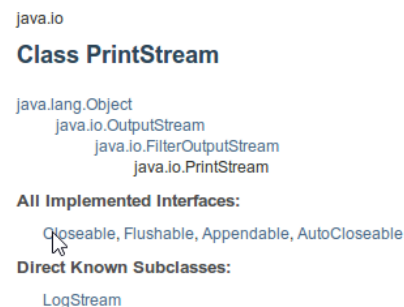 java.io
Class PrintStream
java.lang.Object
java.io.OutputStream
java.io.FilterOutputStream
java.io.PrintStream
All Implemented Interfaces:
Closeable, Flushable, Appendable, AutoCloseable
Direct Known Subclasses:
LogStream